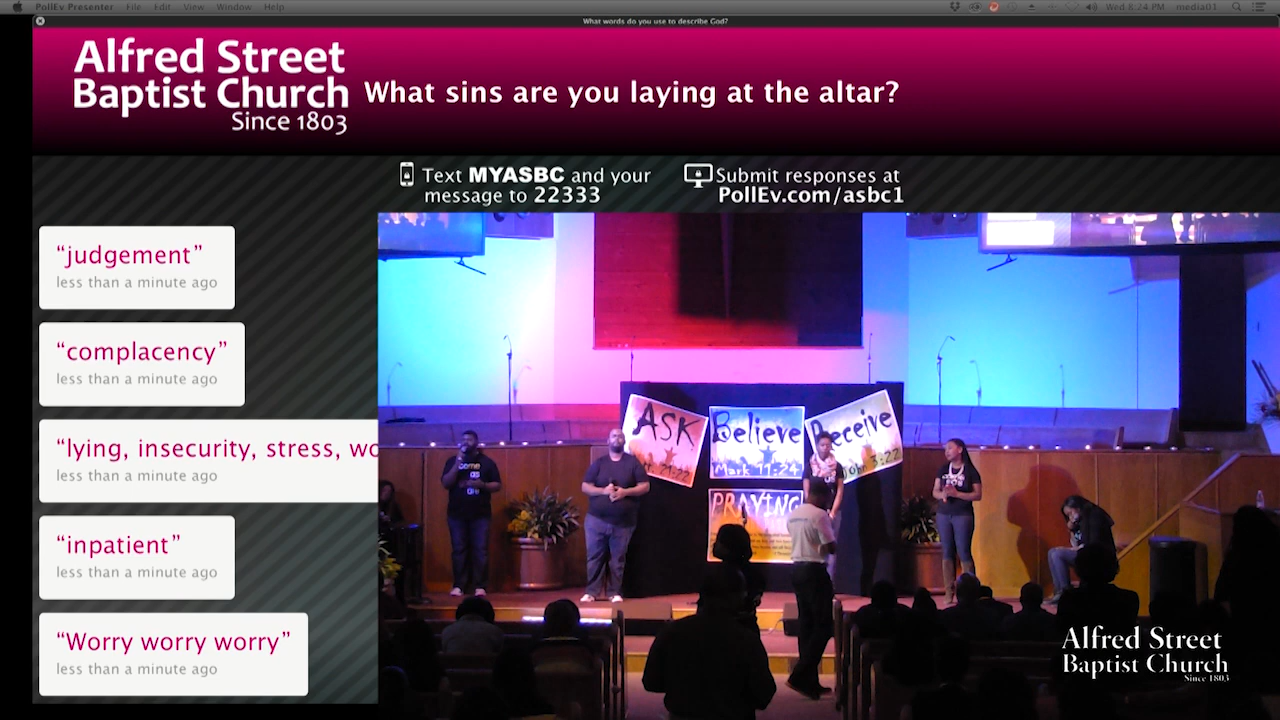 PollEv Presenter File Edit View Window Help
Wed 8:24 PM media01
What words do you use to describe God?
Alfred Street
Baptist Church
Since 1803
What sins are you laying at the altar?
Text MYASBC and your
message to 22333
Submit responses at
PollEv.com/asbc1
“judgement”
less than a minute ago
“complacency”
less than a minute ago
“lying, insecurity, stress, wo
less than a minute ago
“inpatient”
less than a minute ago
“Worry worry worry”
less than a minute ago
ASK
Believe
Mark 11:24
Receive
3:22
PRAYING
Alfred Street
Baptist Church
Since 1803